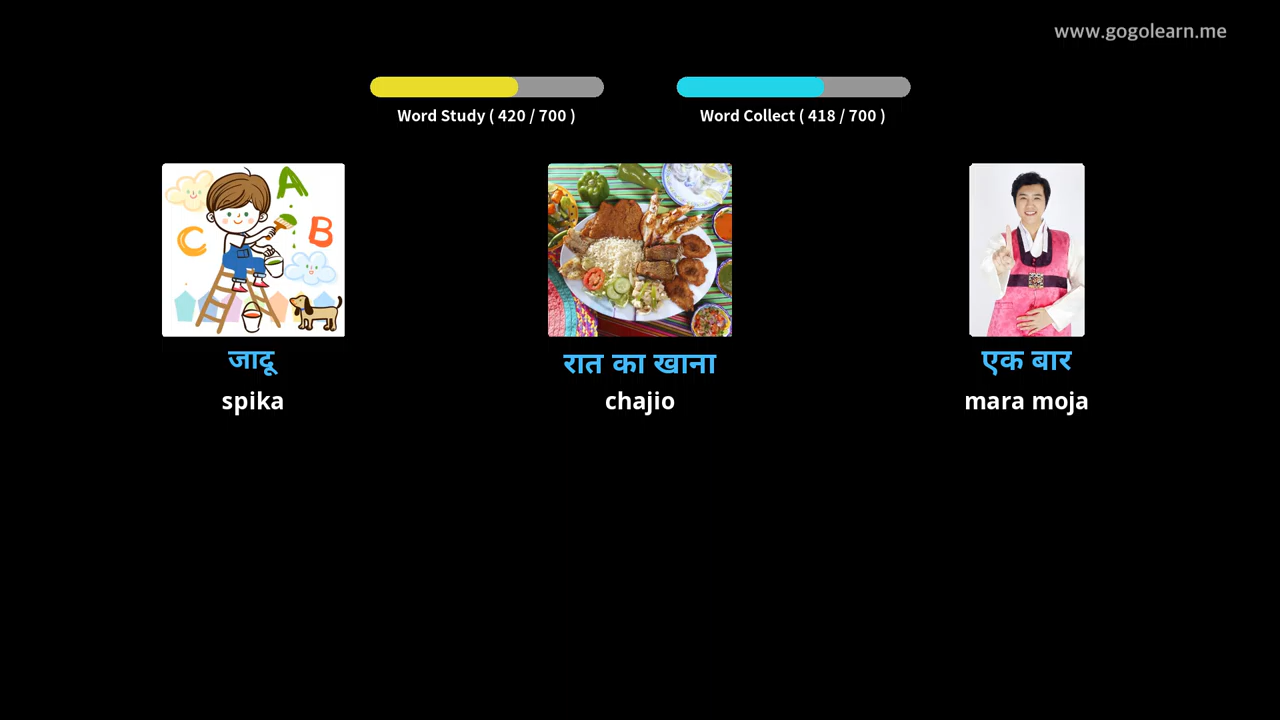 www.gogolearn.me
Word Study ( 420 / 700 )
Word Collect ( 418 / 700 )
A
B
C
जादू
रात का खाना
एक बार
spika
chajio
mara moja